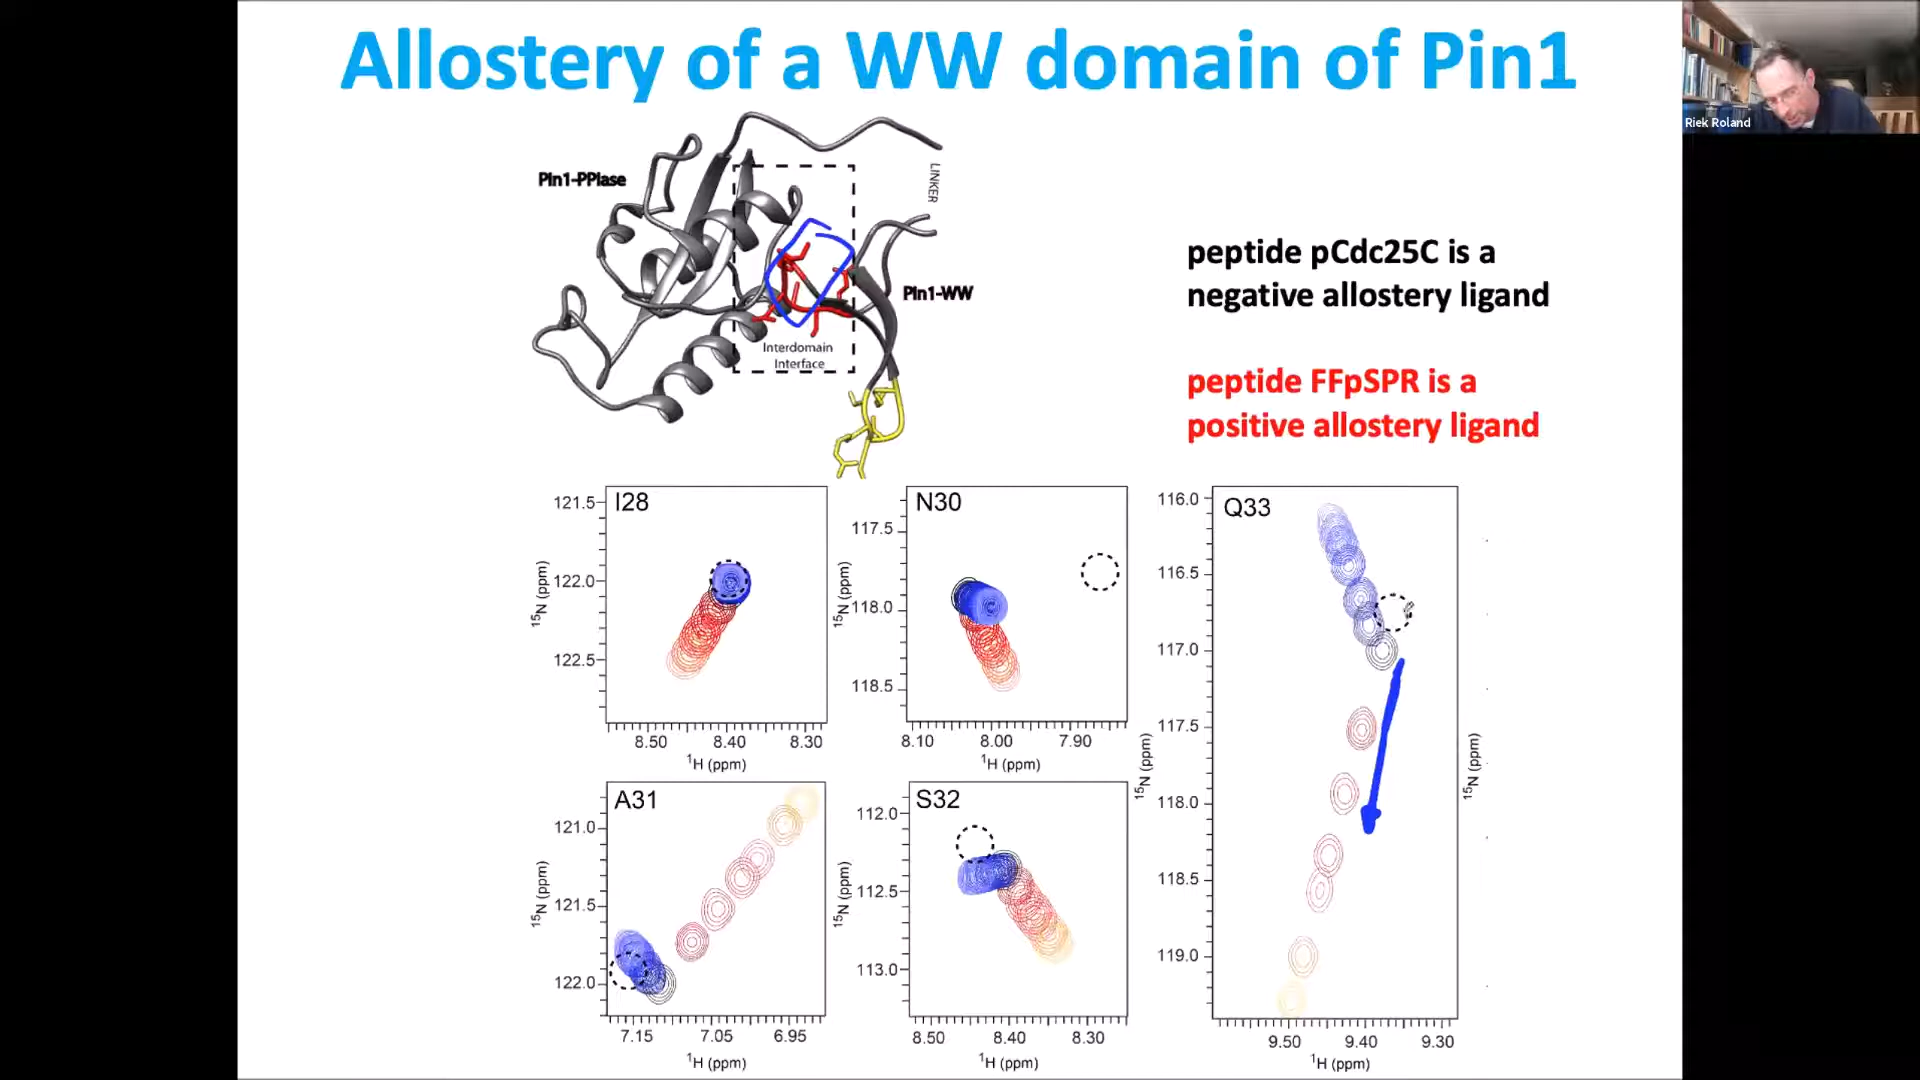 Allostery of a WW domain of Pin1
Riek Roland
Pin1-PPIase
LINKER
Pin1-WW
Interdomain
Interface
peptide pCdc25C is a
negative allostery ligand
peptide FFpSPR is a
positive allostery ligand
I28
121.5
122.0
122.5
15N (ppm)
8.50 8.40 8.30
1H (ppm)
N30
117.5
118.0
118.5
15N (ppm)
8.10 8.00 7.90
1H (ppm)
Q33
116.0
116.5
117.0
117.5
118.0
118.5
119.0
15N (ppm)
15N (ppm)
9.50 9.40 9.30
1H (ppm)
A31
121.0
121.5
122.0
15N (ppm)
7.15 7.05 6.95
1H (ppm)
S32
112.0
112.5
113.0
15N (ppm)
8.50 8.40 8.30
1H (ppm)